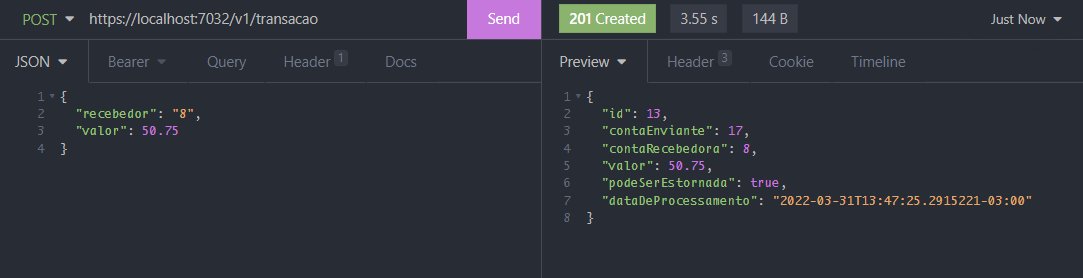 POST https://localhost:7032/v1/transacao Send 201 Created 3.55 s 144 B Just Now
JSON Bearer Query Header 1 Docs Preview Header 3 Cookie Timeline
1 {
2 "recebedor": "8",
3 "valor": 50.75
4 }
1 {
2 "id": 13,
3 "contaEnviante": 17,
4 "contaRecebedora": 8,
5 "valor": 50.75,
6 "podeSerEstornada": true,
7 "dataDeProcessamento": "2022-03-31T13:47:25.2915221-03:00"
8 }